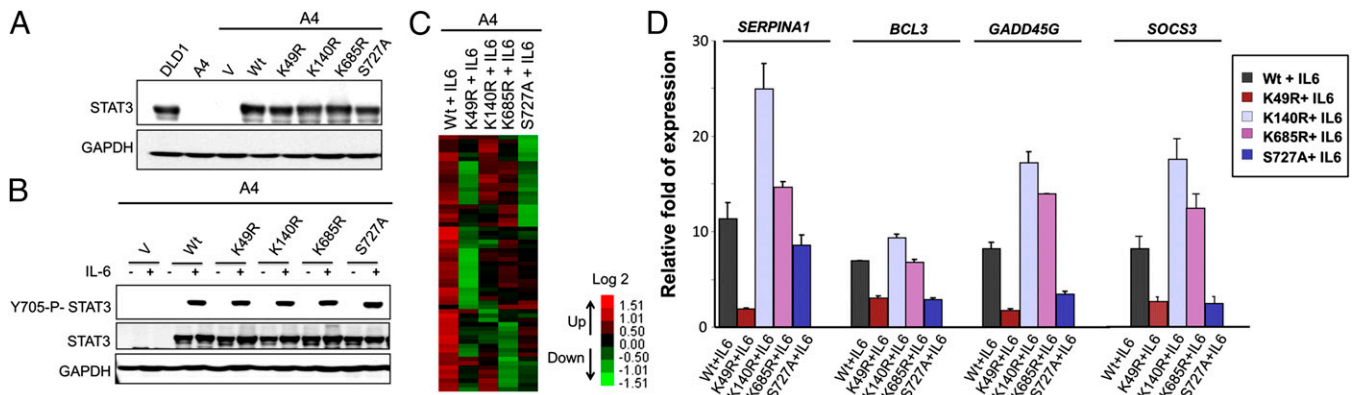 A
A4
DLD1
A4
V
Wt
K49R
K140R
K685R
S727A
STAT3
GAPDH
B
A4
V
Wt
K49R
K140R
K685R
S727A
IL-6
- + - + - + - + - + - +
Y705-P- STAT3
STAT3
GAPDH
C
A4
Wt + IL6
K49R + IL6
K140R + IL6
K685R + IL6
S727A + IL6
Log 2
Up
Down
1.51
1.01
0.50
0.00
-0.50
-1.01
-1.51
D
SERPINA1
BCL3
GADD45G
SOCS3
Relative fold of expression
30
20
10
0
Wt+IL6
K49R+IL6
K140R+IL6
K685R+IL6
S727A+IL6
Wt+IL6
K49R+IL6
K140R+IL6
K685R+IL6
S727A+IL6
Wt+IL6
K49R+IL6
K140R+IL6
K685R+IL6
S727A+IL6
Wt+IL6
K49R+IL6
K140R+IL6
K685R+IL6
S727A+IL6
Wt + IL6
K49R+ IL6
K140R+ IL6
K685R+ IL6
S727A+ IL6